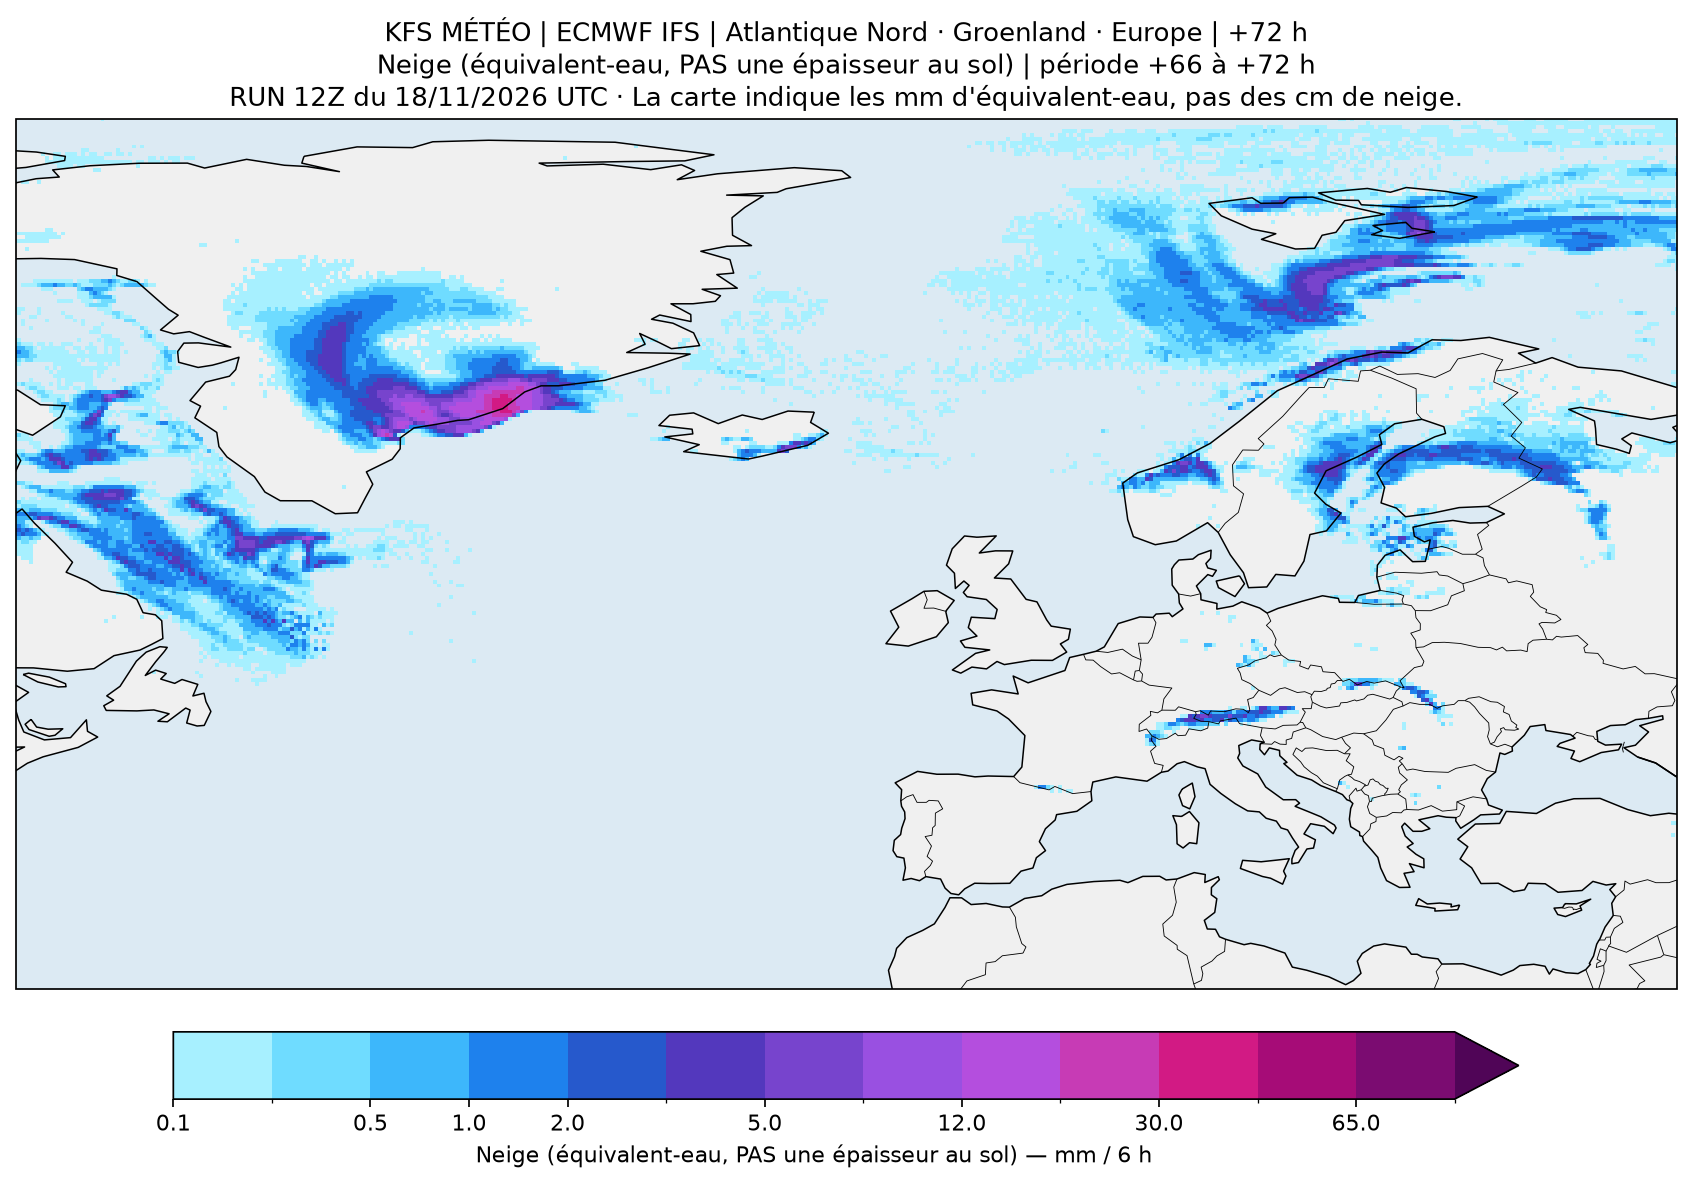 KFS MÉTÉO | ECMWF IFS | Atlantique Nord · Groenland · Europe | +72 h
Neige (équivalent-eau, PAS une épaisseur au sol) | période +66 à +72 h
RUN 12Z du 18/11/2026 UTC · La carte indique les mm d'équivalent-eau, pas des cm de neige.
0.1 0.5 1.0 2.0 5.0 12.0 30.0 65.0
Neige (équivalent-eau, PAS une épaisseur au sol) — mm / 6 h